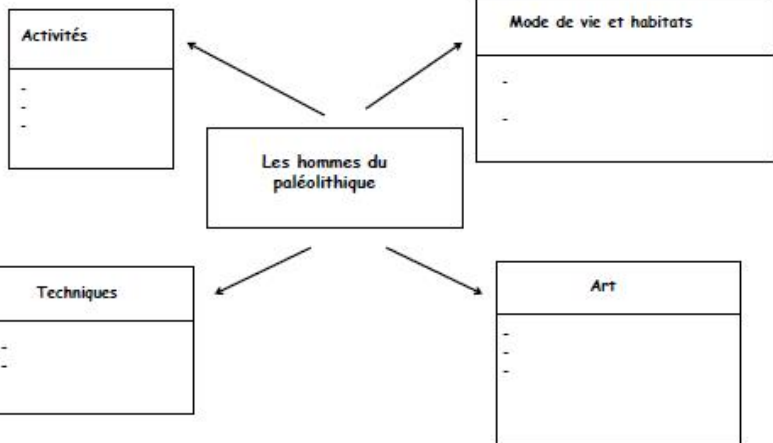 Activités
-
-
-
Mode de vie et habitats
-
-
Les hommes du
paléolithique
Techniques
-
-
Art
-
-
-